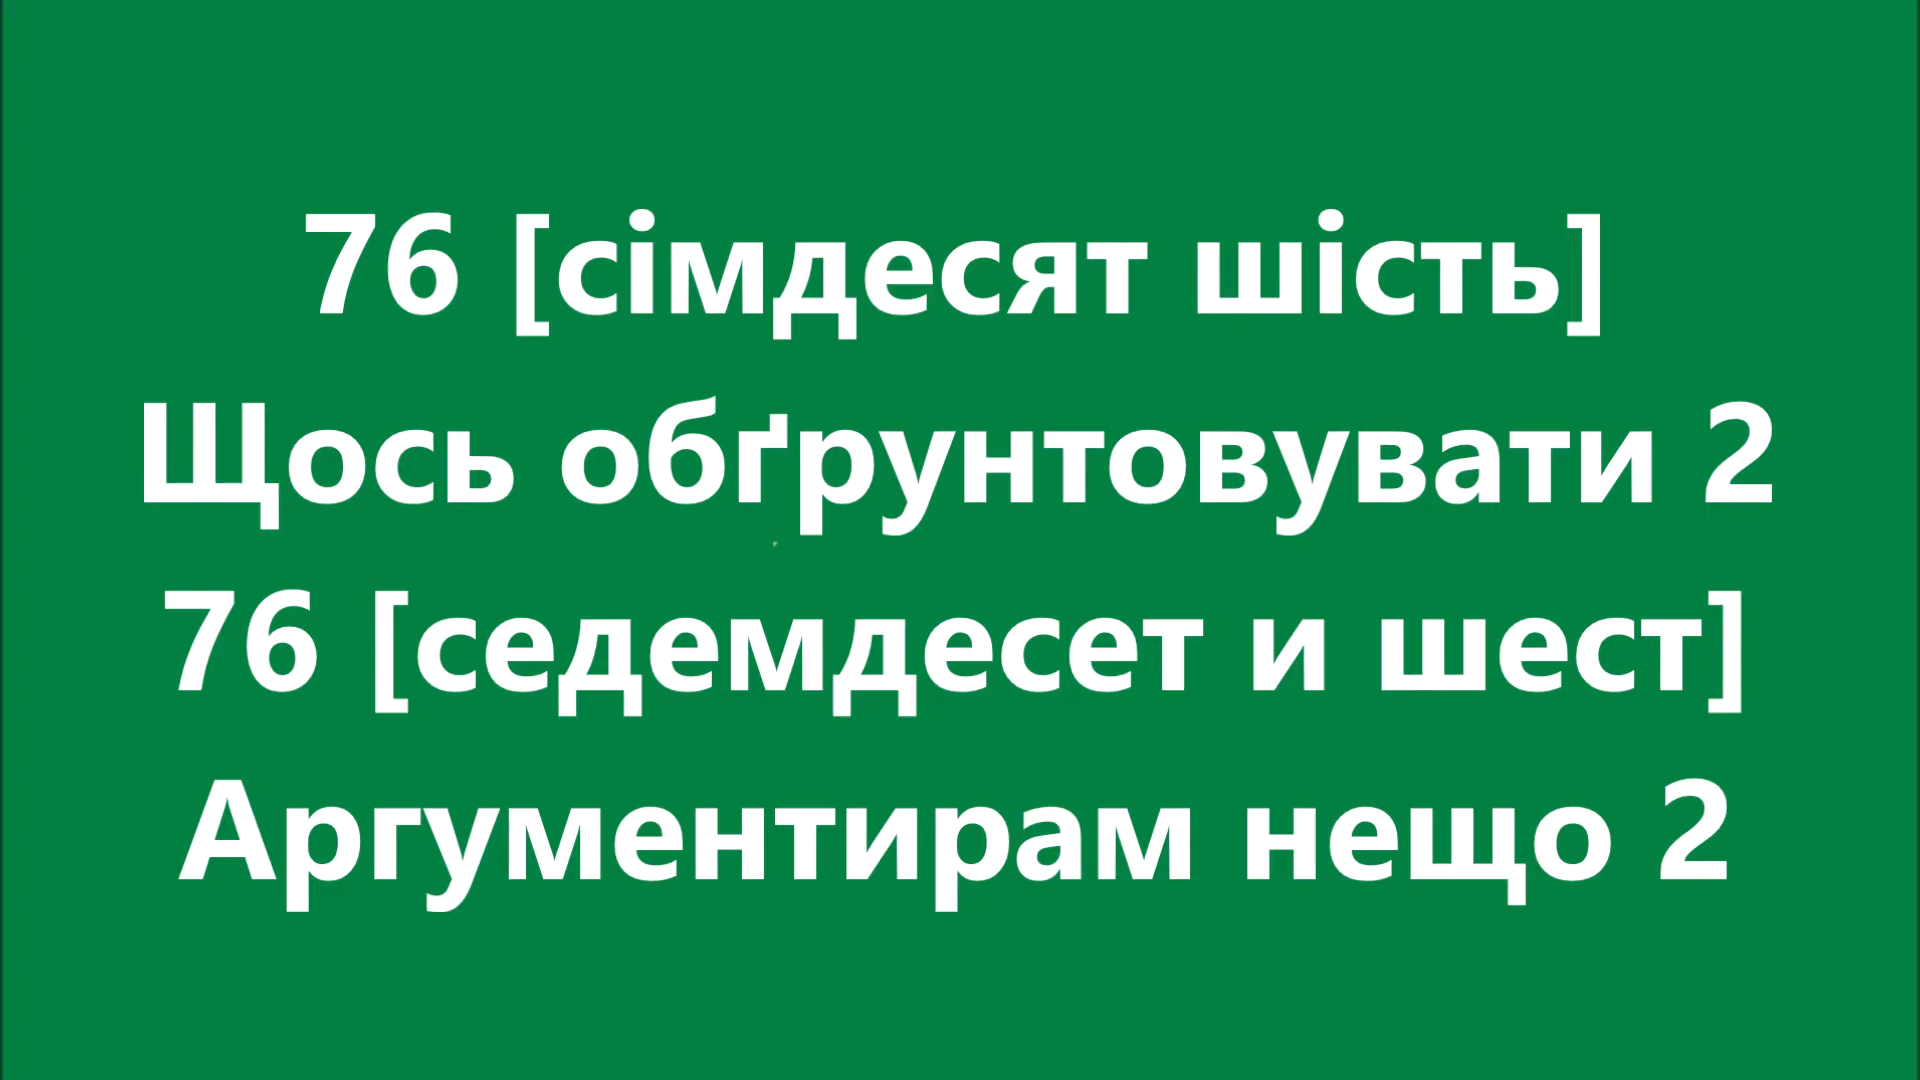 76 [сімдесят шість]
Щось обґрунтовувати 2
76 [седемдесет и шест]
Аргументирам нещо 2